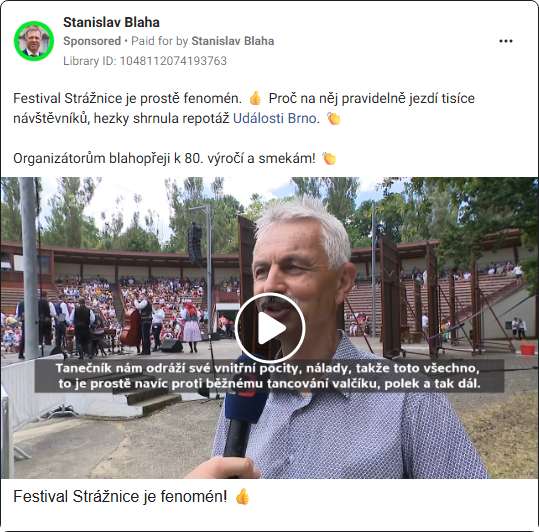 Stanislav Blaha
Sponsored • Paid for by Stanislav Blaha
Library ID: 1048112074193763
Festival Strážnice je prostě fenomén. 👍 Proč na něj pravidelně jezdí tisíce
návštěvníků, hezky shrnula repotáž Události Brno. 👏
Organizátorům blahopřeji k 80. výročí a smekám! 👏
Tanečník nám odráží své vnitřní pocity, nálady, takže toto všechno,
to je prostě navíc proti běžnému tancování valčíku, polek a tak dál.
Festival Strážnice je fenomén! 👍